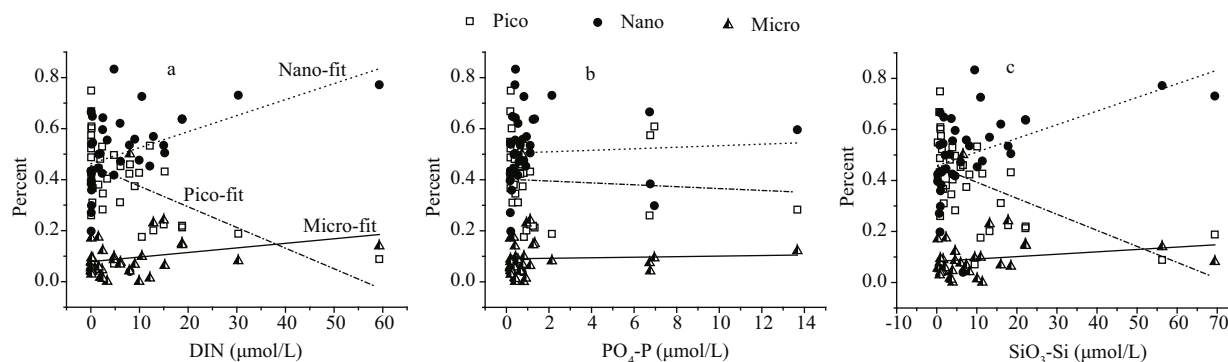 Pico Nano Micro
a
Nano-fit
Pico-fit
Micro-fit
Percent
0.8
0.6
0.4
0.2
0.0
0 10 20 30 40 50 60
DIN (μmol/L)
b
Percent
0.8
0.6
0.4
0.2
0.0
0 2 4 6 8 10 12 14
PO₄-P (μmol/L)
c
Percent
0.8
0.6
0.4
0.2
0.0
-10 0 10 20 30 40 50 60 70
SiO₃-Si (μmol/L)